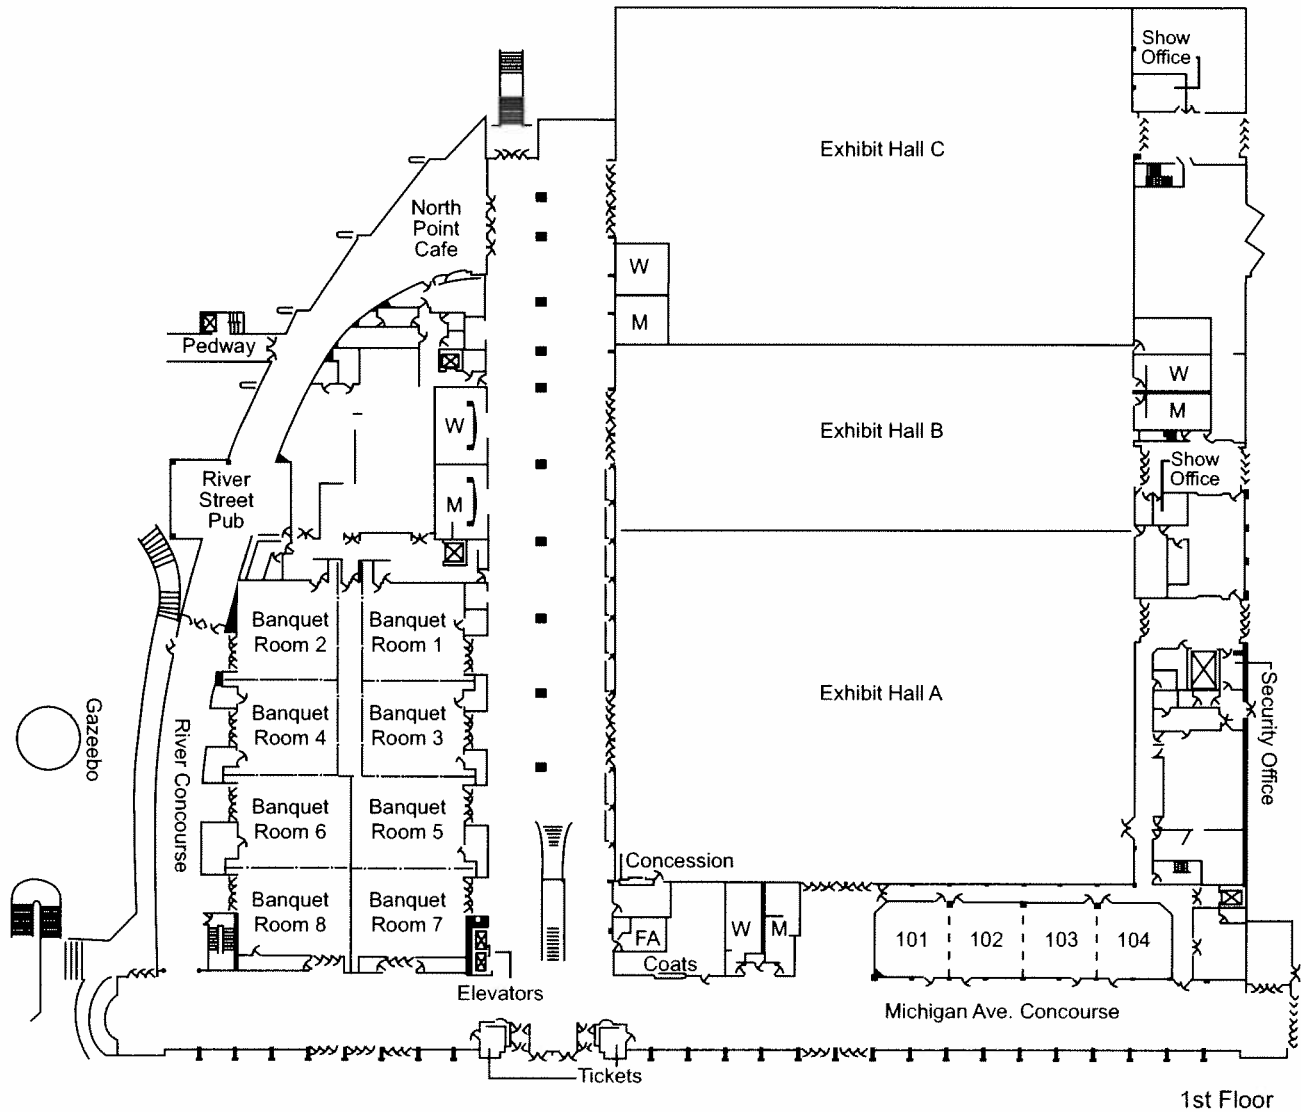 Show
Office
Exhibit Hall C
North
Point
Cafe
W
M
Pedway
W
M
Exhibit Hall B
W
M
Show
Office
River
Street
Pub
Banquet
Room 2
Banquet
Room 1
Exhibit Hall A
Security Office
Gazeebo
River Concourse
Banquet
Room 4
Banquet
Room 3
Banquet
Room 6
Banquet
Room 5
Concession
Banquet
Room 8
Banquet
Room 7
FA
W
M
101
102
103
104
Coats
Elevators
Michigan Ave. Concourse
Tickets
1st Floor